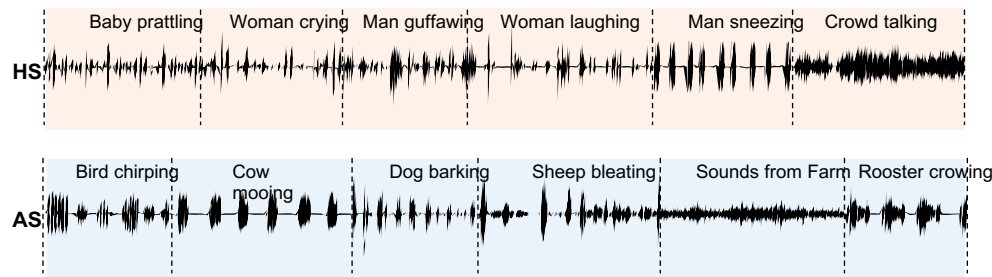 Baby prattling
Woman crying
Man guffawing
Woman laughing
Man sneezing
Crowd talking
HS
Bird chirping
Cow
mooing
Dog barking
Sheep bleating
Sounds from Farm
Rooster crowing
AS